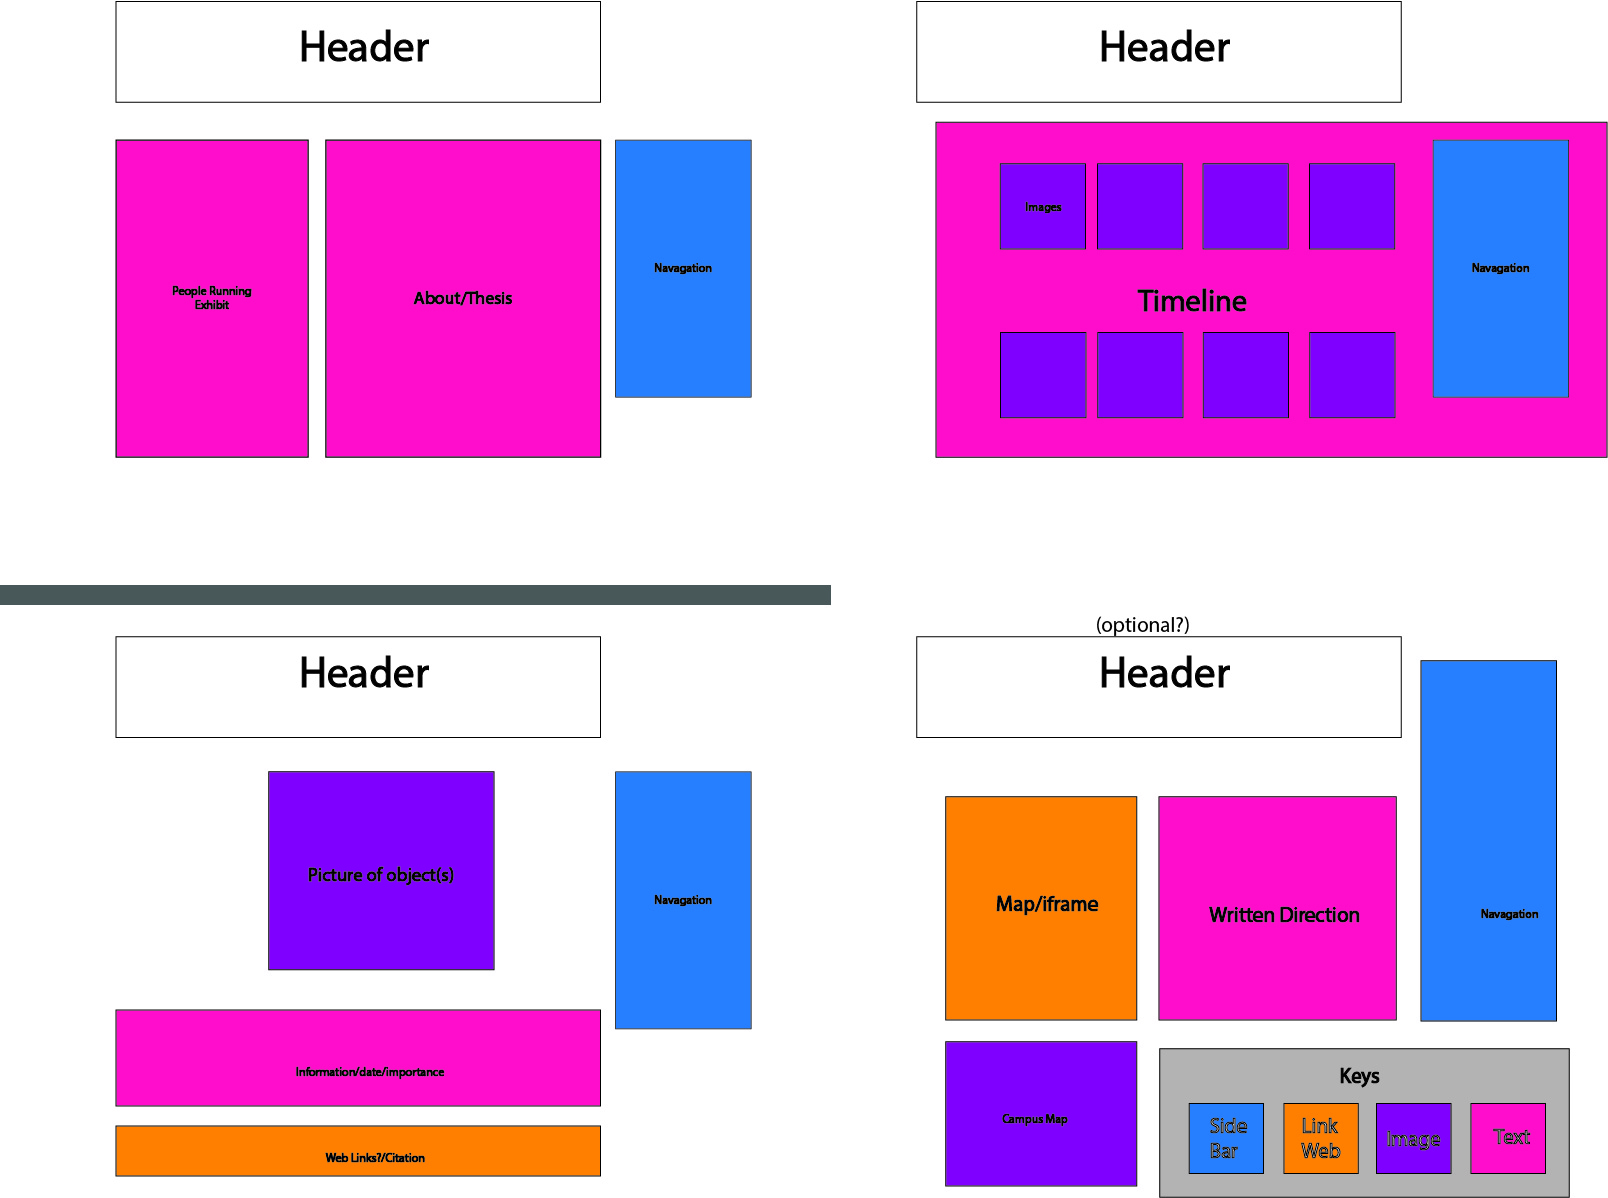 Header
People Running
Exhibit
About/Thesis
Navagation
Header
Images
Timeline
Navagation
Header
Picture of object(s)
Navagation
Information/date/importance
Web Links?/Citation
(optional?)
Header
Map/iframe
Written Direction
Navagation
Campus Map
Keys
Side
Bar
Link
Web
Image
Text